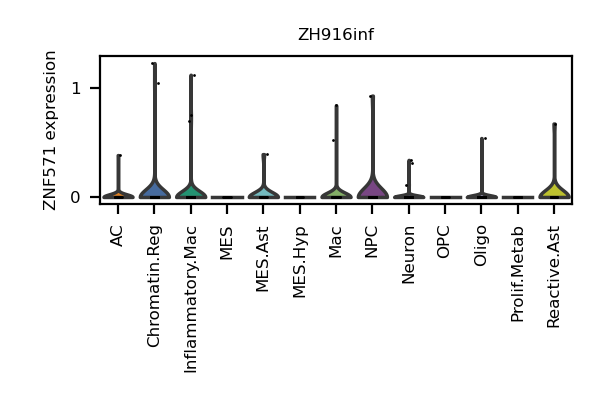 ZH916inf
ZNF571 expression
1
0
AC
Chromatin.Reg
Inflammatory.Mac
MES
MES.Ast
MES.Hyp
Mac
NPC
Neuron
OPC
Oligo
Prolif.Metab
Reactive.Ast